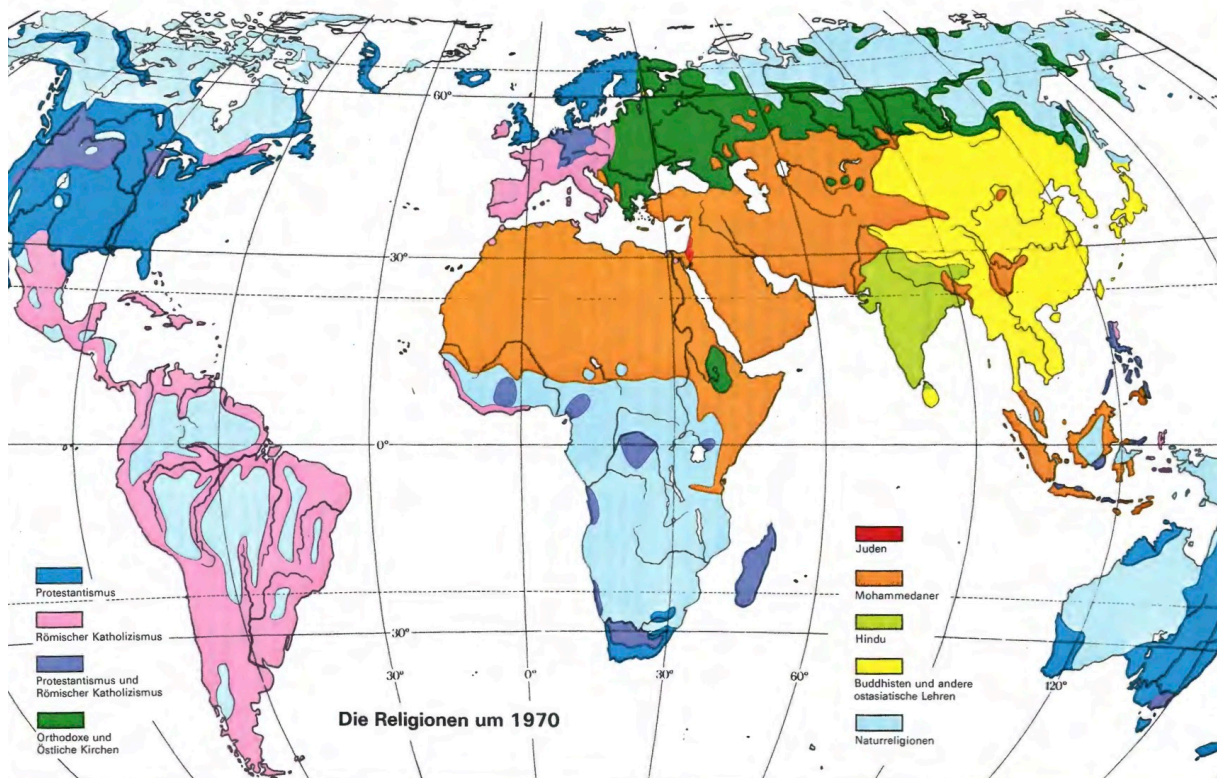 60°
30°
0°
30°
30°
0°
30°
60°
120°
Protestantismus
Römischer Katholizismus
Protestantismus und
Römischer Katholizismus
Orthodoxe und
Östliche Kirchen
Die Religionen um 1970
Juden
Mohammedaner
Hindu
Buddhisten und andere
ostasiatische Lehren
Naturreligionen